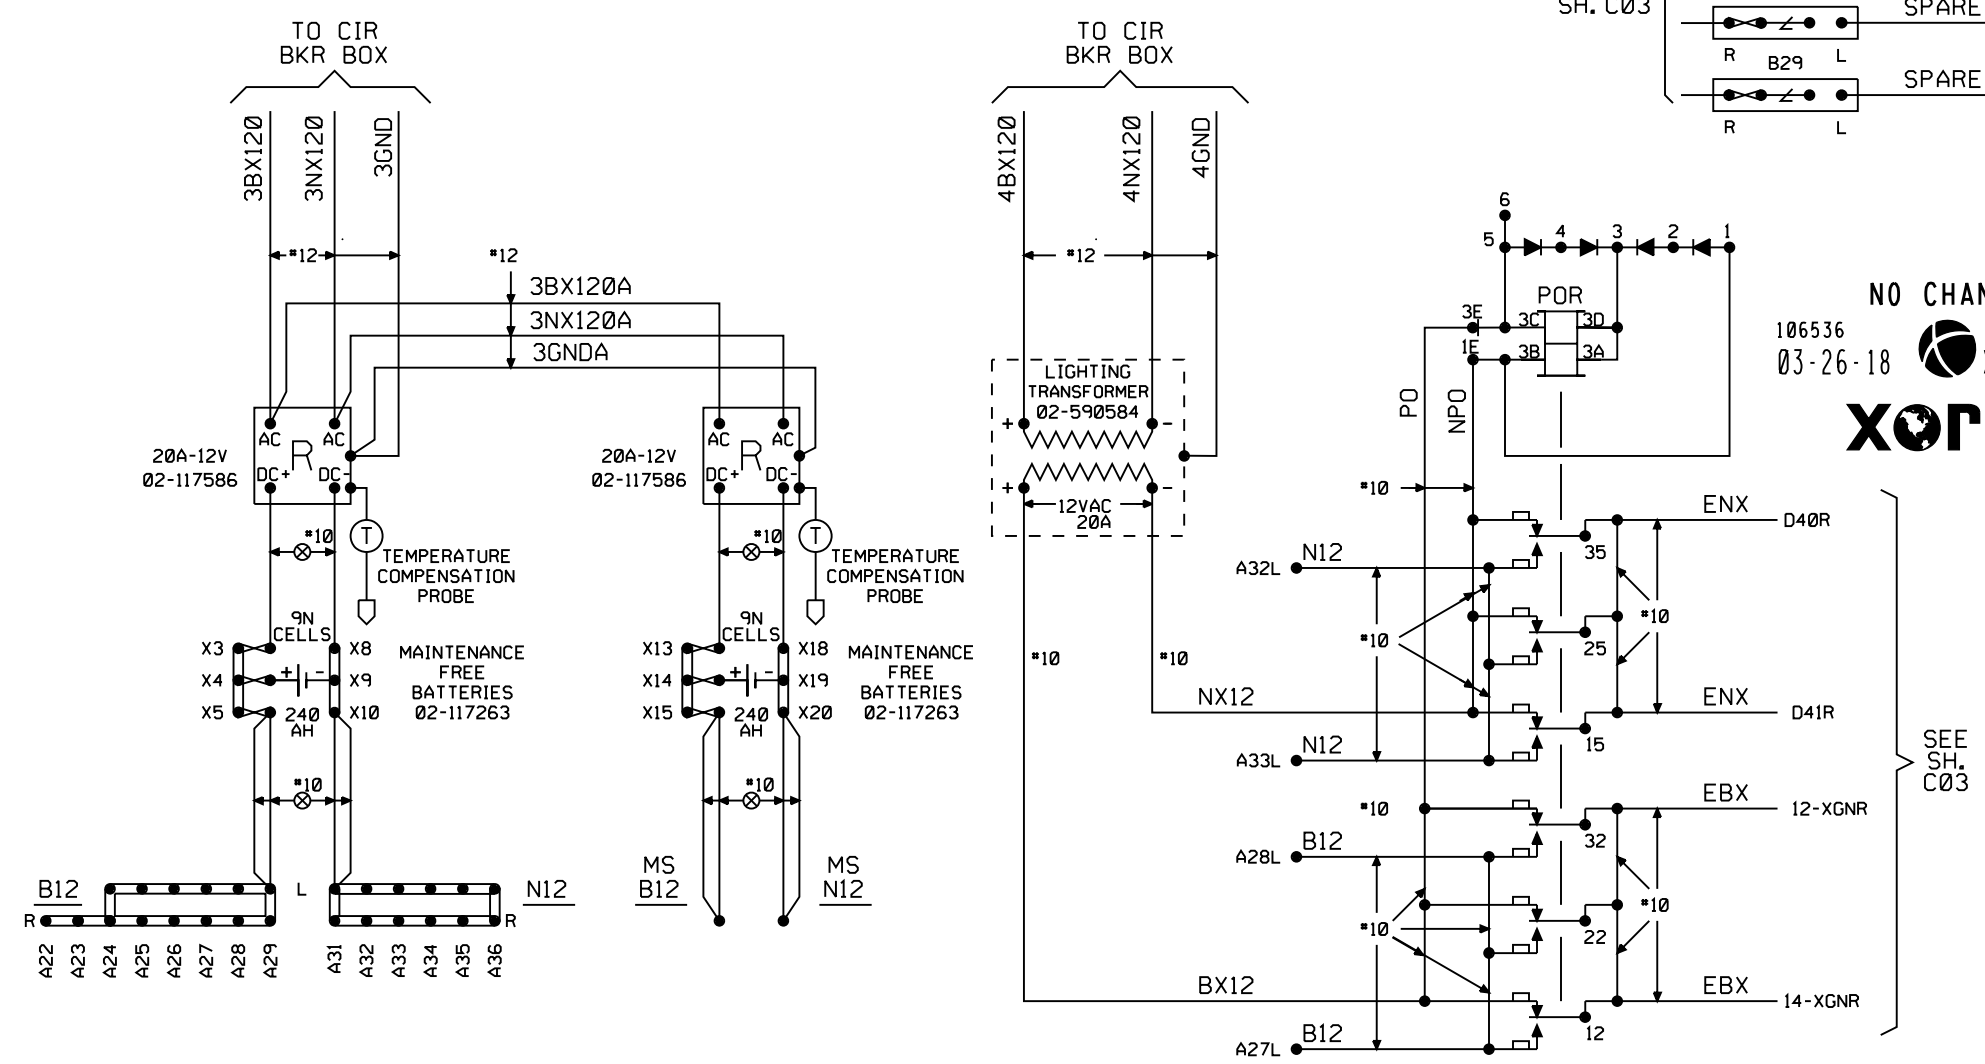 TO CIR
BKR BOX
3BX120
3NX120
3GND
#12
#12
3BX120A
3NX120A
3GNDA
AC
AC
R
DC+
DC-
20A-12V
02-117586
#10
T
TEMPERATURE
COMPENSATION
PROBE
9N
CELLS
X3
X4
X5
+
-
X8
X9
X10
240
AH
MAINTENANCE
FREE
BATTERIES
02-117263
#10
B12
L
N12
R
R
A22
A23
A24
A25
A26
A27
A28
A29
A31
A32
A33
A34
A35
A36
AC
AC
R
DC+
DC-
20A-12V
02-117586
#10
T
TEMPERATURE
COMPENSATION
PROBE
9N
CELLS
X13
X14
X15
+
-
X18
X19
X20
240
AH
MAINTENANCE
FREE
BATTERIES
02-117263
#10
MS
B12
MS
N12
TO CIR
BKR BOX
4BX120
4NX120
4GND
#12
LIGHTING
TRANSFORMER
02-590584
+
-
+
-
12VAC
20A
#10
#10
NX12
BX12
SH. C03
SPARE
R
L
B29
SPARE
R
L
6
5
4
3
2
1
POR
3E
3C
3D
1E
3B
3A
PO
NPO
#10
A32L
N12
#10
A33L
N12
#10
A28L
B12
#10
A27L
B12
35
25
15
32
22
12
ENX
D40R
#10
ENX
D41R
EBX
12-XGNR
#10
EBX
14-XGNR
SEE
SH.
C03
NO CHAN
106536
03-26-18
xor